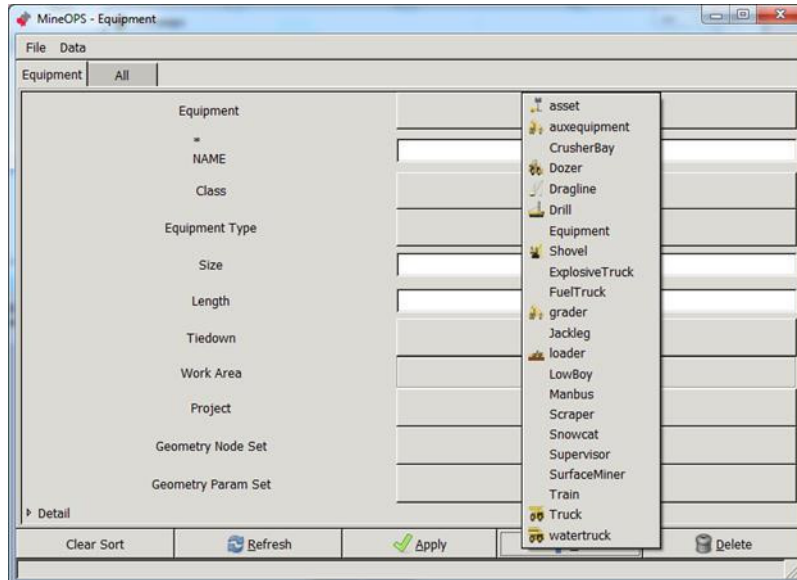 MineOPS - Equipment
File Data
Equipment All
Equipment
=
NAME
Class
Equipment Type
Size
Length
Tiedown
Work Area
Project
Geometry Node Set
Geometry Param Set
Detail
asset
auxequipment
CrusherBay
Dozer
Dragline
Drill
Equipment
Shovel
ExplosiveTruck
FuelTruck
grader
Jackleg
loader
LowBoy
Manbus
Scraper
Snowcat
Supervisor
SurfaceMiner
Train
Truck
watertruck
Clear Sort Refresh Apply Delete